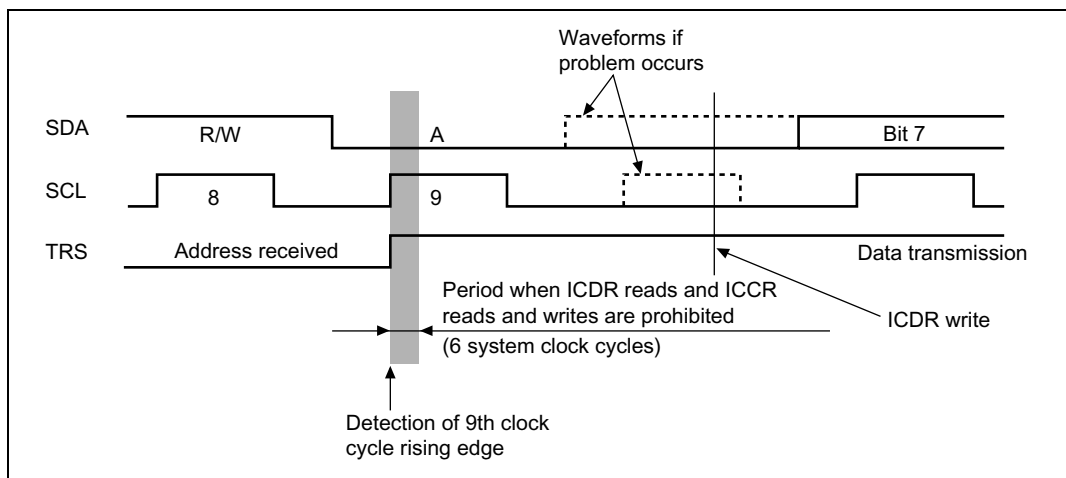 Waveforms if
problem occurs
SDA
R/W
A
Bit 7
SCL
8
9
TRS
Address received
Data transmission
Period when ICDR reads and ICCR
reads and writes are prohibited
(6 system clock cycles)
ICDR write
Detection of 9th clock
cycle rising edge